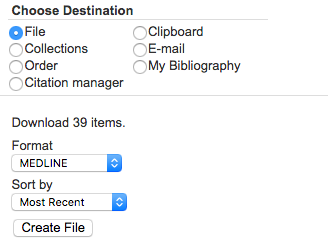 Choose Destination
File Clipboard
Collections E-mail
Order My Bibliography
Citation manager
Download 39 items.
Format
MEDLINE
Sort by
Most Recent
Create File